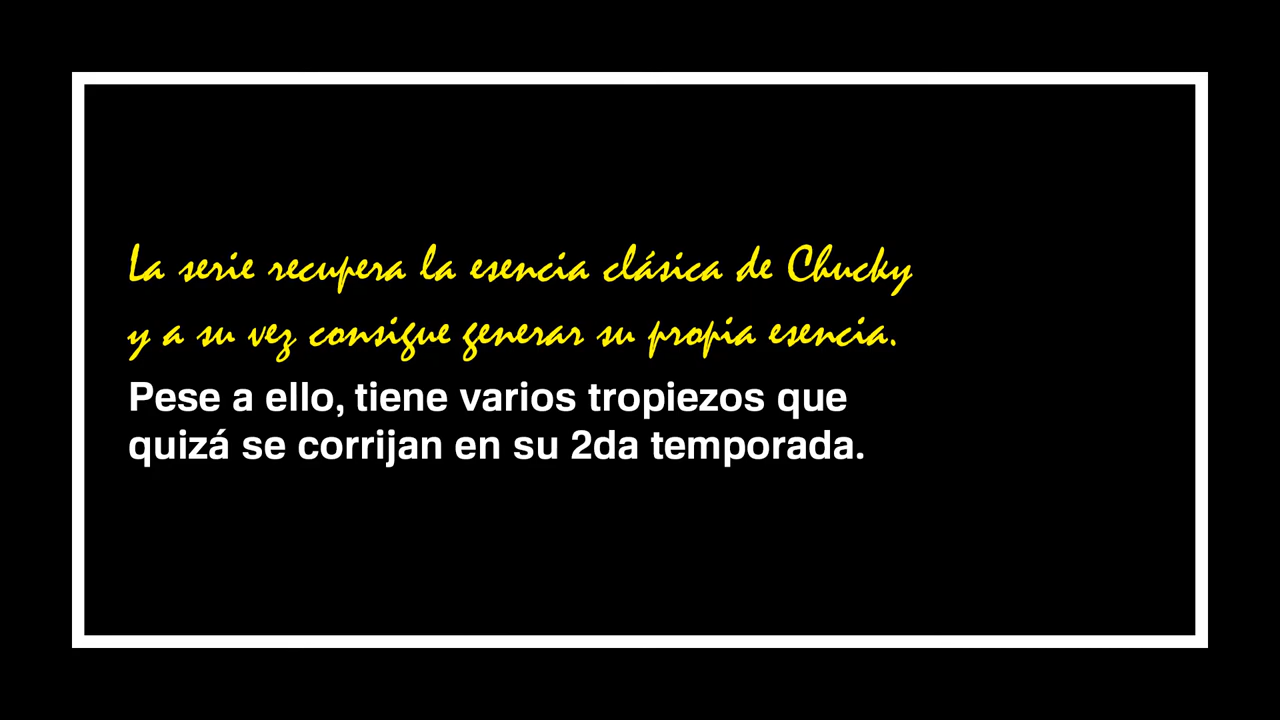 La serie recupera la esencia clásica de Chucky
y a su vez consigue generar su propia esencia.
Pese a ello, tiene varios tropiezos que
quizá se corrijan en su 2da temporada.